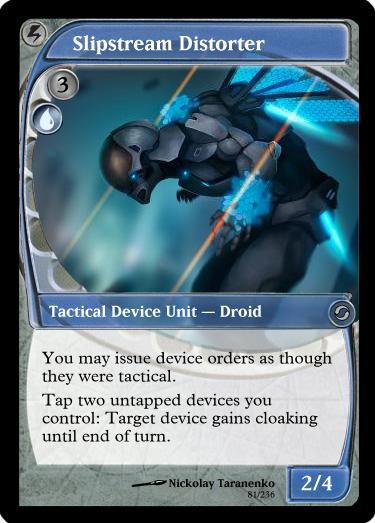 Slipstream Distorter
3
Tactical Device Unit — Droid
You may issue device orders as though
they were tactical.
Tap two untapped devices you
control: Target device gains cloaking
until end of turn.
Nickolay Taranenko
81/236
2/4